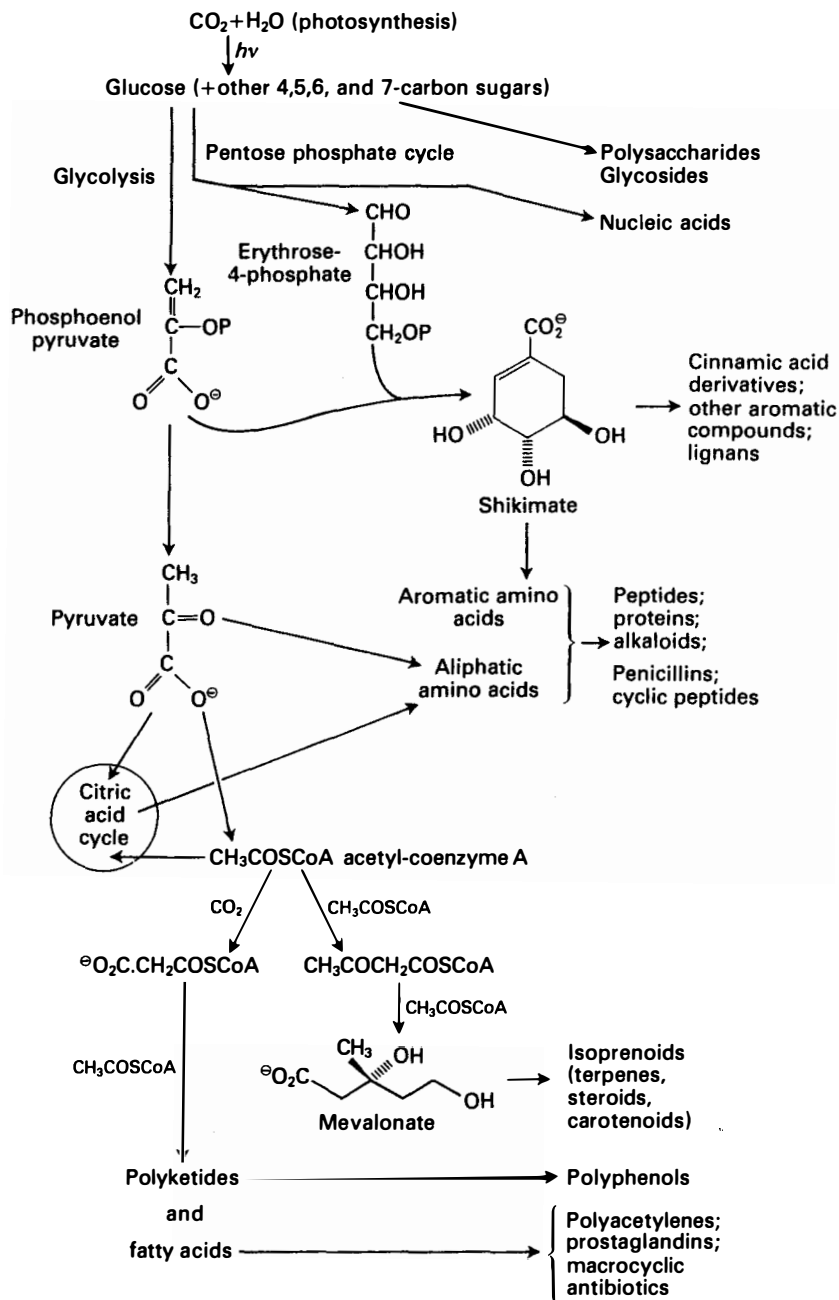 CO₂+H₂O (photosynthesis)
hν
Glucose (+other 4,5,6, and 7-carbon sugars)
Pentose phosphate cycle
Glycolysis
Polysaccharides
Glycosides
Nucleic acids
CHO
CHOH
CHOH
CH₂OP
Erythrose-
4-phosphate
CH₂
C—OP
C
O
O⊖
Phosphoenol
pyruvate
CO₂⊖
HO
OH
OH
Shikimate
Cinnamic acid
derivatives;
other aromatic
compounds;
lignans
CH₃
Pyruvate
C=O
C
O
O⊖
Aromatic amino
acids
Aliphatic
amino acids
Peptides;
proteins;
alkaloids;
Penicillins;
cyclic peptides
Citric
acid
cycle
CH₃COSCoA acetyl-coenzyme A
CO₂
CH₃COSCoA
⊖O₂C.CH₂COSCoA
CH₃COCH₂COSCoA
CH₃COSCoA
CH₃COSCoA
CH₃
OH
⊖O₂C
OH
Mevalonate
Isoprenoids
(terpenes,
steroids,
carotenoids)
Polyketides
and
fatty acids
Polyphenols
Polyacetylenes;
prostaglandins;
macrocyclic
antibiotics